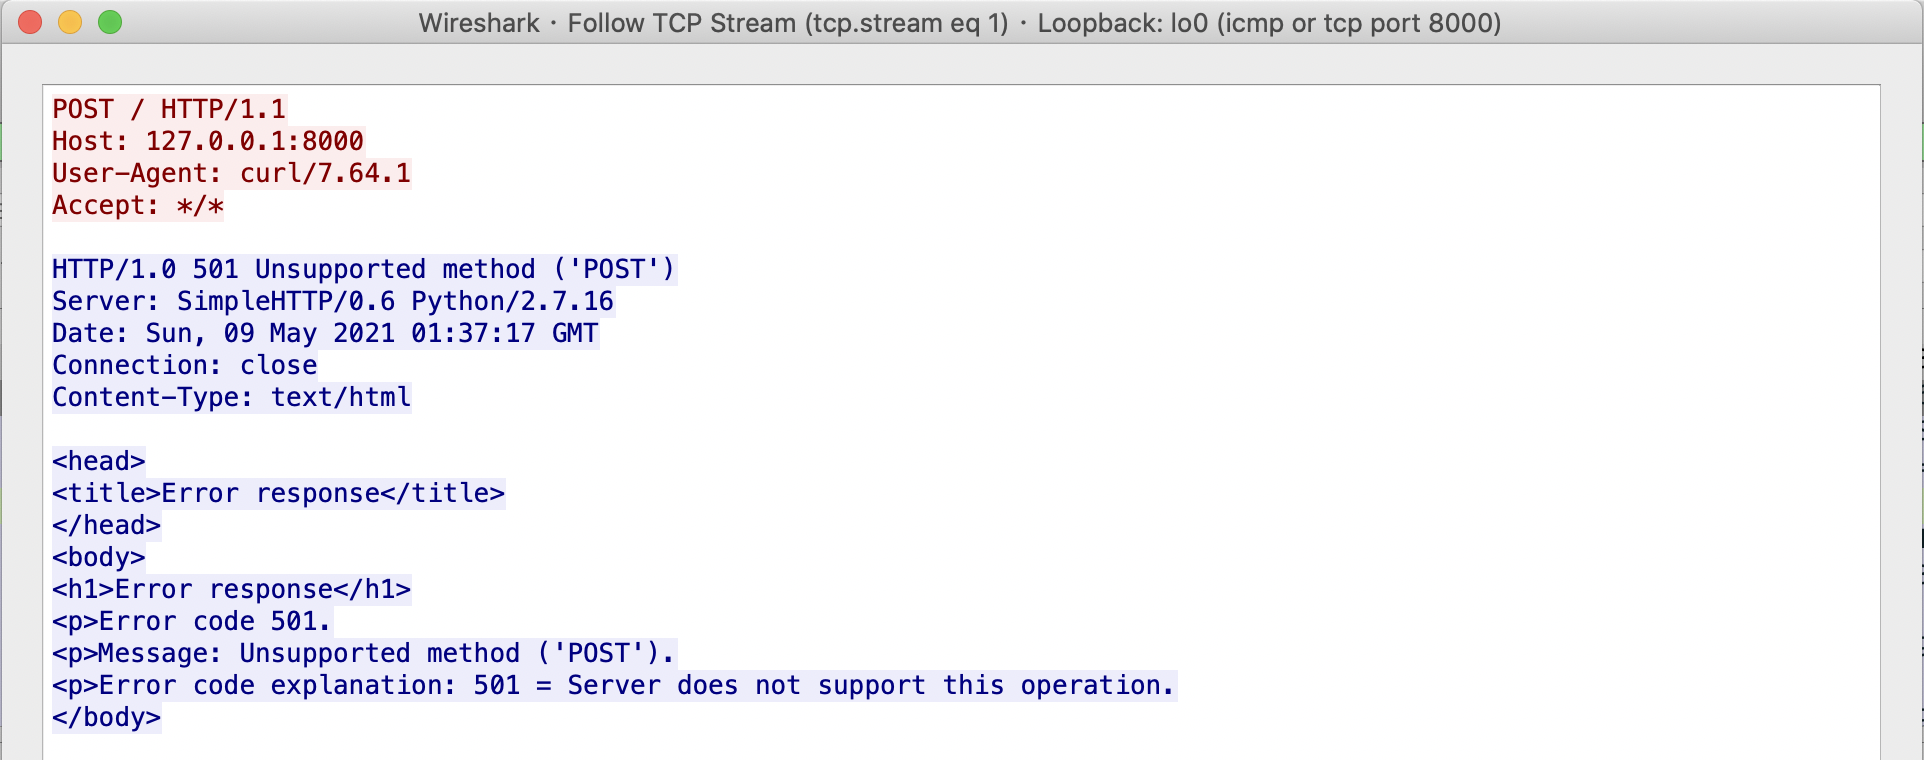 Wireshark · Follow TCP Stream (tcp.stream eq 1) · Loopback: lo0 (icmp or tcp port 8000)
POST / HTTP/1.1
Host: 127.0.0.1:8000
User-Agent: curl/7.64.1
Accept: */*

HTTP/1.0 501 Unsupported method ('POST')
Server: SimpleHTTP/0.6 Python/2.7.16
Date: Sun, 09 May 2021 01:37:17 GMT
Connection: close
Content-Type: text/html

<head>
<title>Error response</title>
</head>
<body>
<h1>Error response</h1>
<p>Error code 501.
<p>Message: Unsupported method ('POST').
<p>Error code explanation: 501 = Server does not support this operation.
</body>